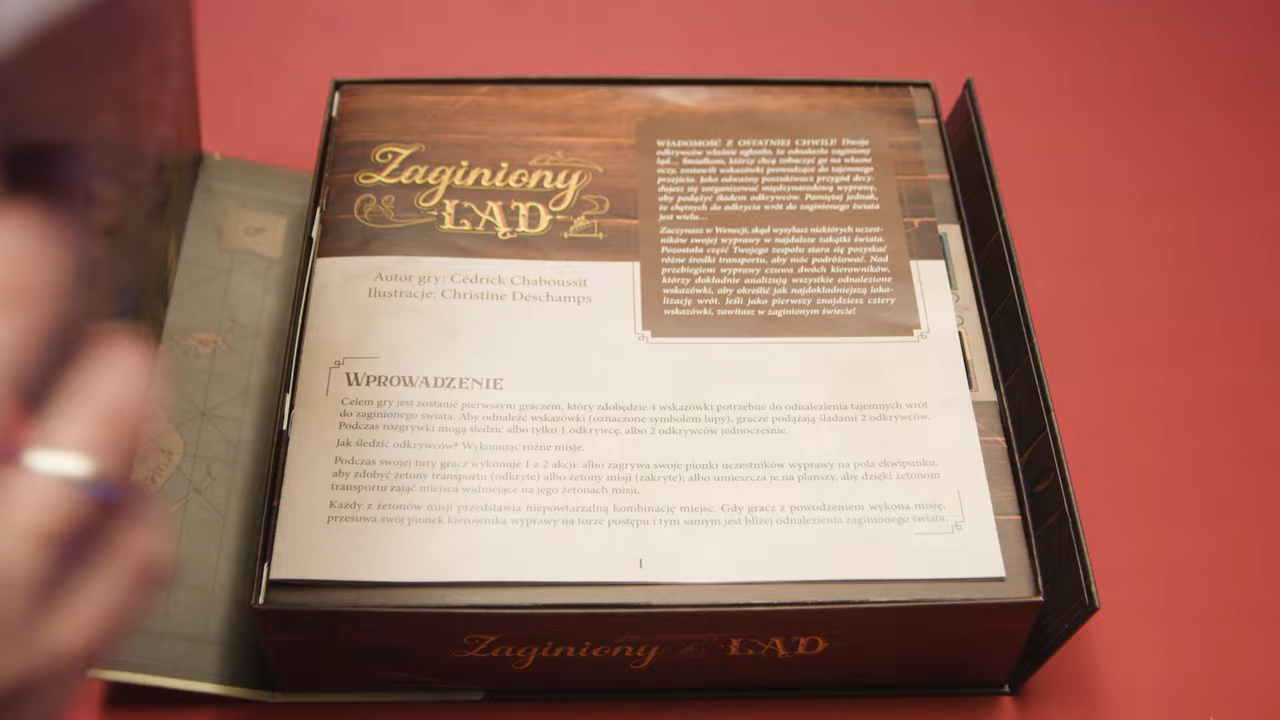 Zaginiony
LĄD
WIADOMOŚĆ Z OSTATNIEJ CHWILI! Dwoje
odkrywców właśnie ogłosiło, że odnalazło zaginiony
ląd... Śmiałkom, którzy chcą zobaczyć go na własne
oczy, zostawili wskazówki prowadzące do tajemnego
przejścia. Jako odważny poszukiwacz przygód decy-
dujesz się zorganizować międzynarodową wyprawę,
aby podążyć śladem odkrywców. Pamiętaj jednak,
że chętnych do odkrycia wrót do zaginionego świata
jest wielu...
Zaczynasz w Wenecji, skąd wysyłasz niektórych uczest-
ników swojej wyprawy w najdalsze zakątki świata.
Pozostała część Twojego zespołu stara się pozyskać
różne środki transportu, aby móc podróżować. Nad
przebiegiem wyprawy czuwa dwóch kierowników,
którzy dokładnie analizują wszystkie odnalezione
wskazówki, aby określić jak najdokładniejszą loka-
lizację wrót. Jeśli jako pierwszy znajdziesz cztery
wskazówki, zawitasz w zaginionym świecie!
Autor gry: Cédrick Chaboussit
Ilustracje: Christine Deschamps
WPROWADZENIE
Celem gry jest zostanie pierwszym graczem, który zdobędzie 4 wskazówki potrzebne do odnalezienia tajemnych wrót
do zaginionego świata. Aby odnaleźć wskazówki (oznaczone symbolem lupy), gracze podążają śladami 2 odkrywców.
Podczas rozgrywki mogą śledzić albo tylko 1 odkrywcę, albo 2 odkrywców jednocześnie.
Jak śledzić odkrywców? Wykonując różne misje.
Podczas swojej tury gracz wykonuje 1 z 2 akcji: albo zagrywa swoje pionki uczestników wyprawy na pola ekwipunku,
aby zdobyć żetony transportu (odkryte) albo żetony misji (zakryte); albo umieszcza je na planszy, aby dzięki żetonom
transportu zająć miejsca widniejące na jego żetonach misji.
Każdy z żetonów misji przedstawia niepowtarzalną kombinację miejsc. Gdy gracz z powodzeniem wykona misję,
przesuwa swój pionek kierownika wyprawy na torze postępu i tym samym jest bliżej odnalezienia zaginionego świata.
1
Zaginiony LĄD